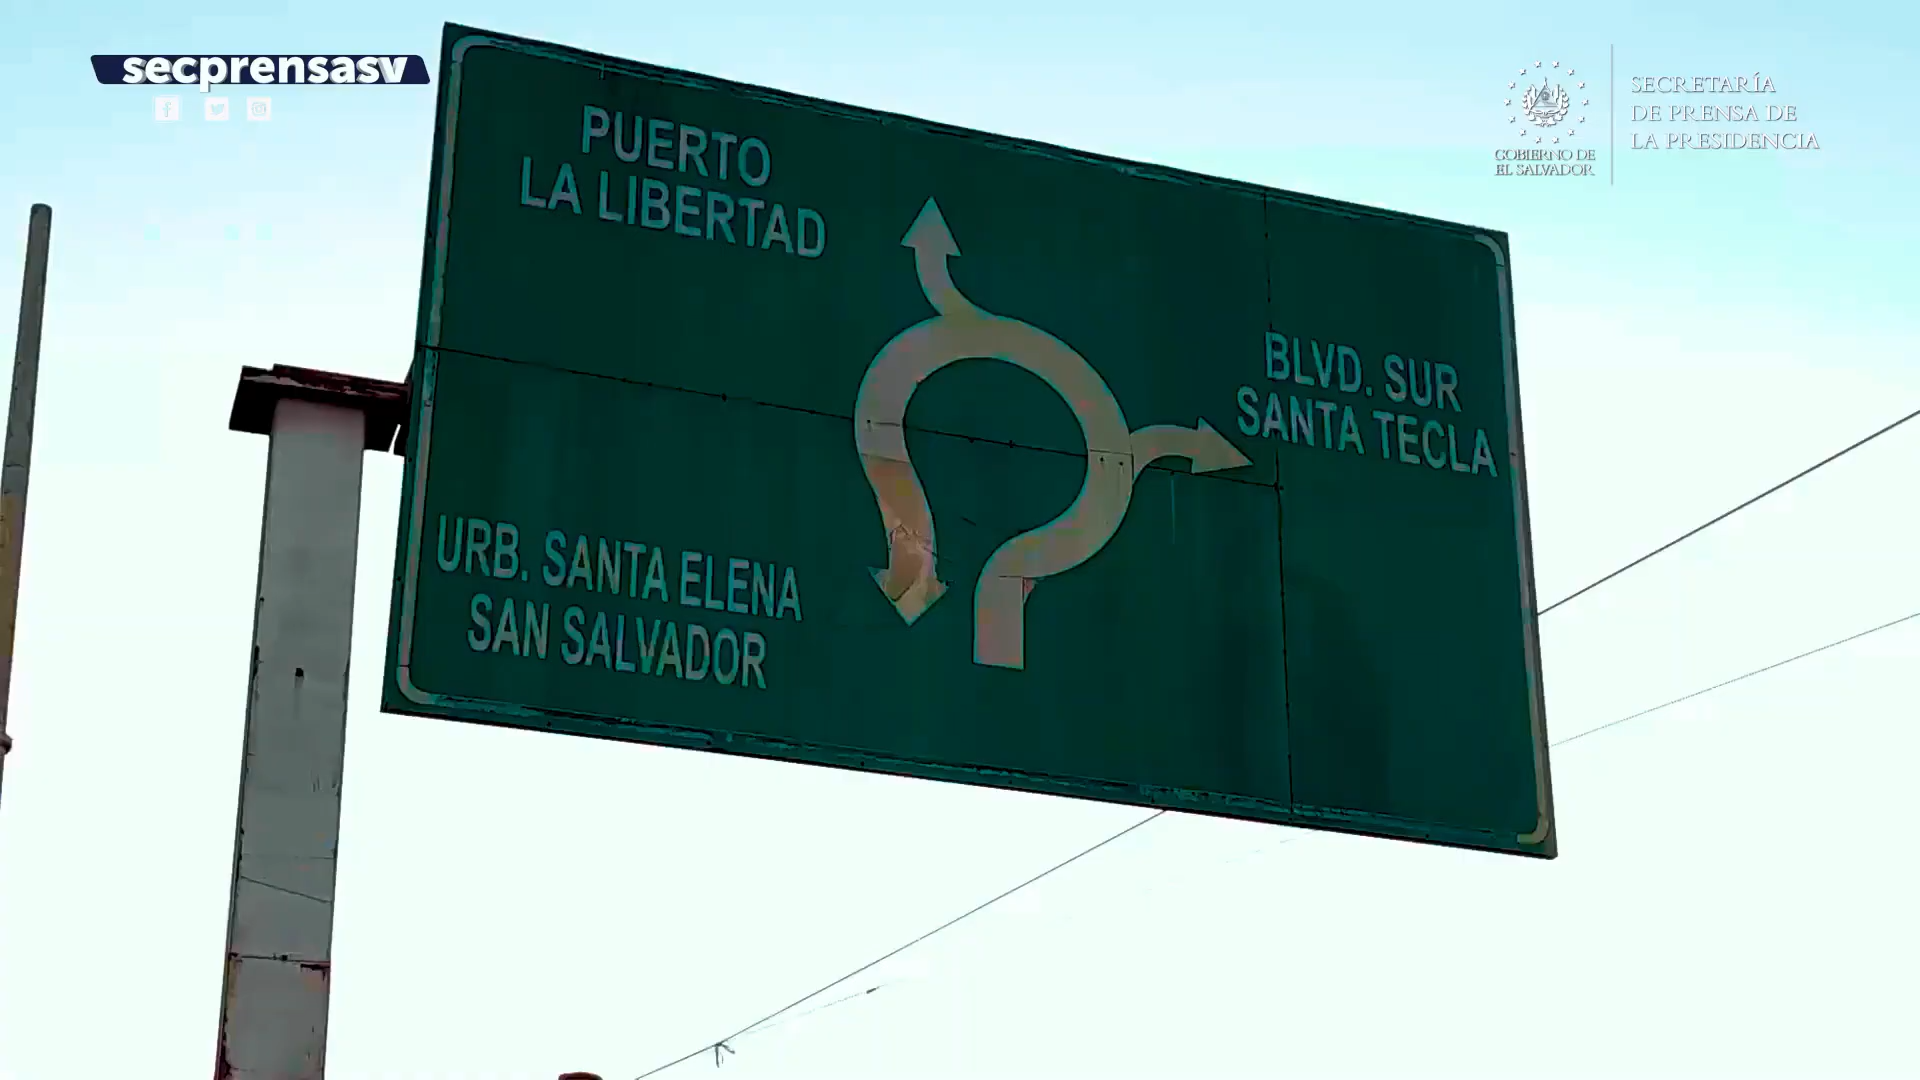 secprensasv
GOBIERNO DE
EL SALVADOR
SECRETARÍA
DE PRENSA DE
LA PRESIDENCIA
PUERTO
LA LIBERTAD
BLVD. SUR
SANTA TECLA
URB. SANTA ELENA
SAN SALVADOR